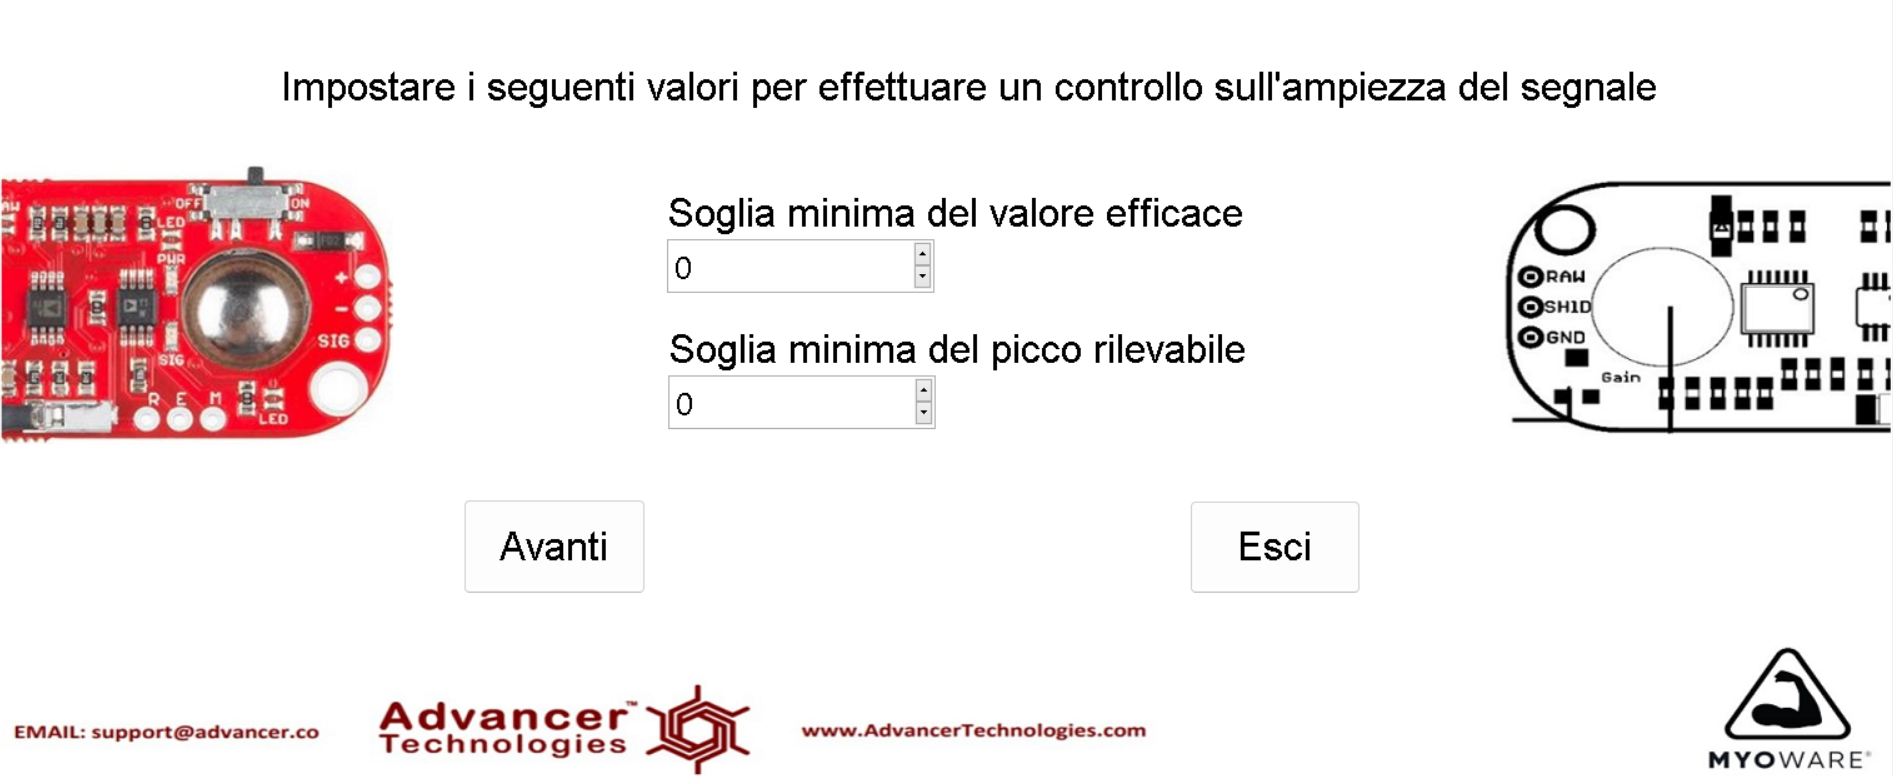 Impostare i seguenti valori per effettuare un controllo sull'ampiezza del segnale
OFF
ON
LED
PWR
+
-
SIG
SIG
R E M
LED
Soglia minima del valore efficace
0
Soglia minima del picco rilevabile
0
RAW
SHID
GND
Gain
Avanti
Esci
EMAIL: support@advancer.co
Advancer™
Technologies
www.AdvancerTechnologies.com
MYOWARE®